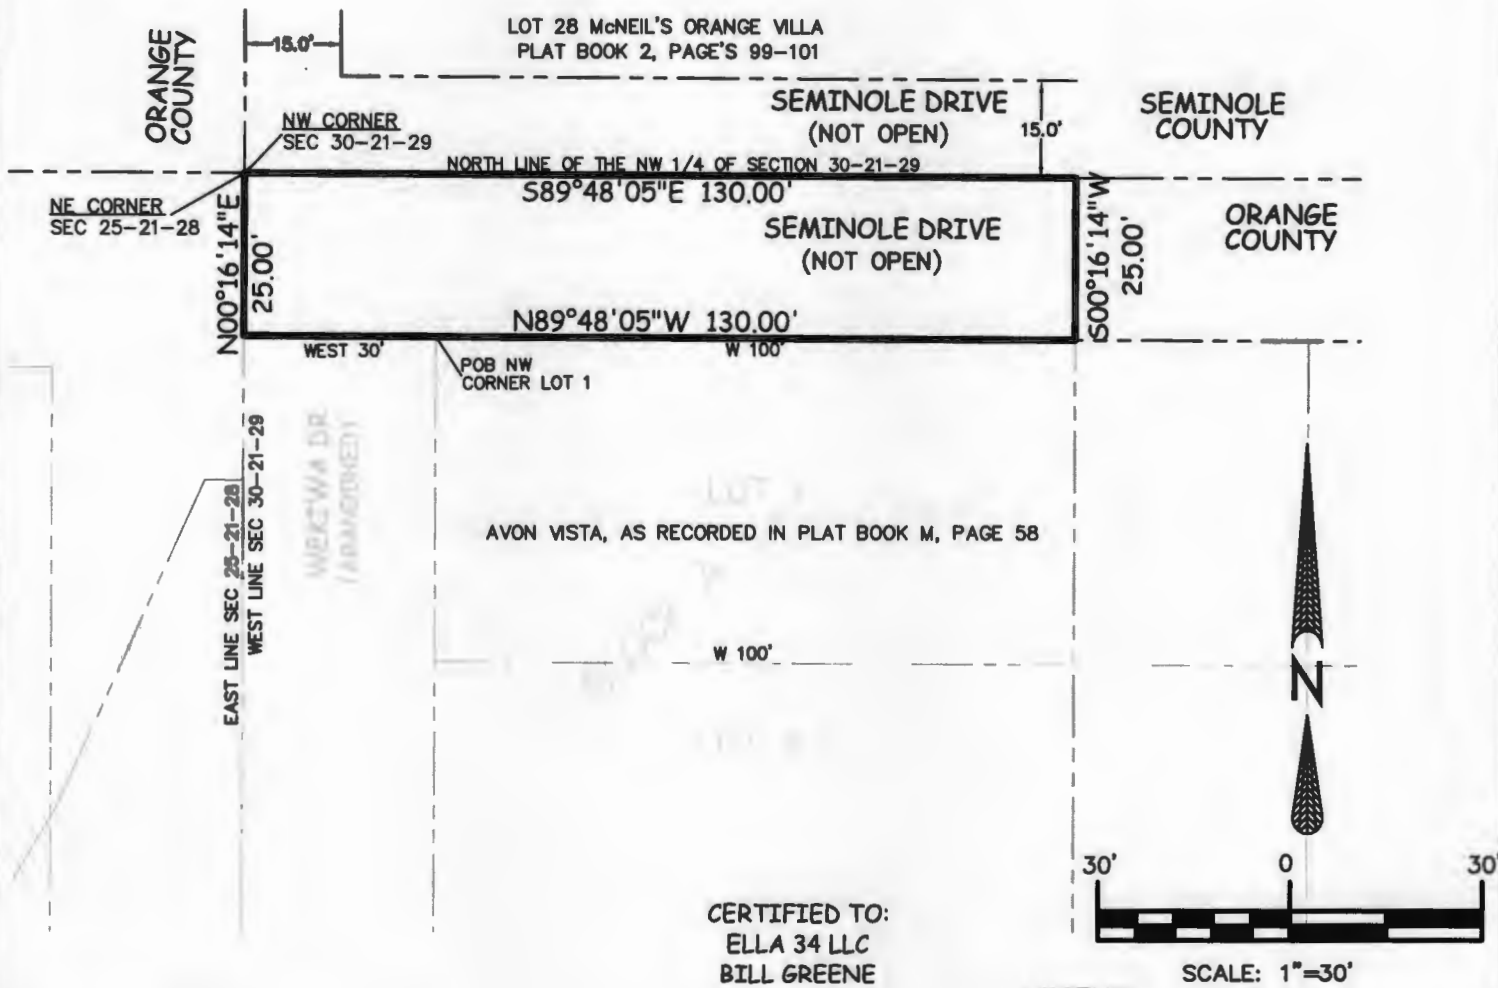 LOT 28 McNEIL'S ORANGE VILLA
PLAT BOOK 2, PAGE'S 99-101
15.0'
ORANGE
COUNTY
SEMINOLE DRIVE
(NOT OPEN)
15.0'
SEMINOLE
COUNTY
NW CORNER
SEC 30-21-29
NORTH LINE OF THE NW 1/4 OF SECTION 30-21-29
S89°48'05"E 130.00'
NE CORNER
SEC 25-21-28
N00°16'14"E
25.00'
SEMINOLE DRIVE
(NOT OPEN)
S00°16'14"W
25.00'
ORANGE
COUNTY
N89°48'05"W 130.00'
WEST 30'
W 100'
POB NW
CORNER LOT 1
EAST LINE SEC 25-21-28
WEST LINE SEC 30-21-29
WEKIWA DR
(ABANDONED)
AVON VISTA, AS RECORDED IN PLAT BOOK M, PAGE 58
W 100'
N
CERTIFIED TO:
ELLA 34 LLC
BILL GREENE
30'
0
30'
SCALE: 1"=30'